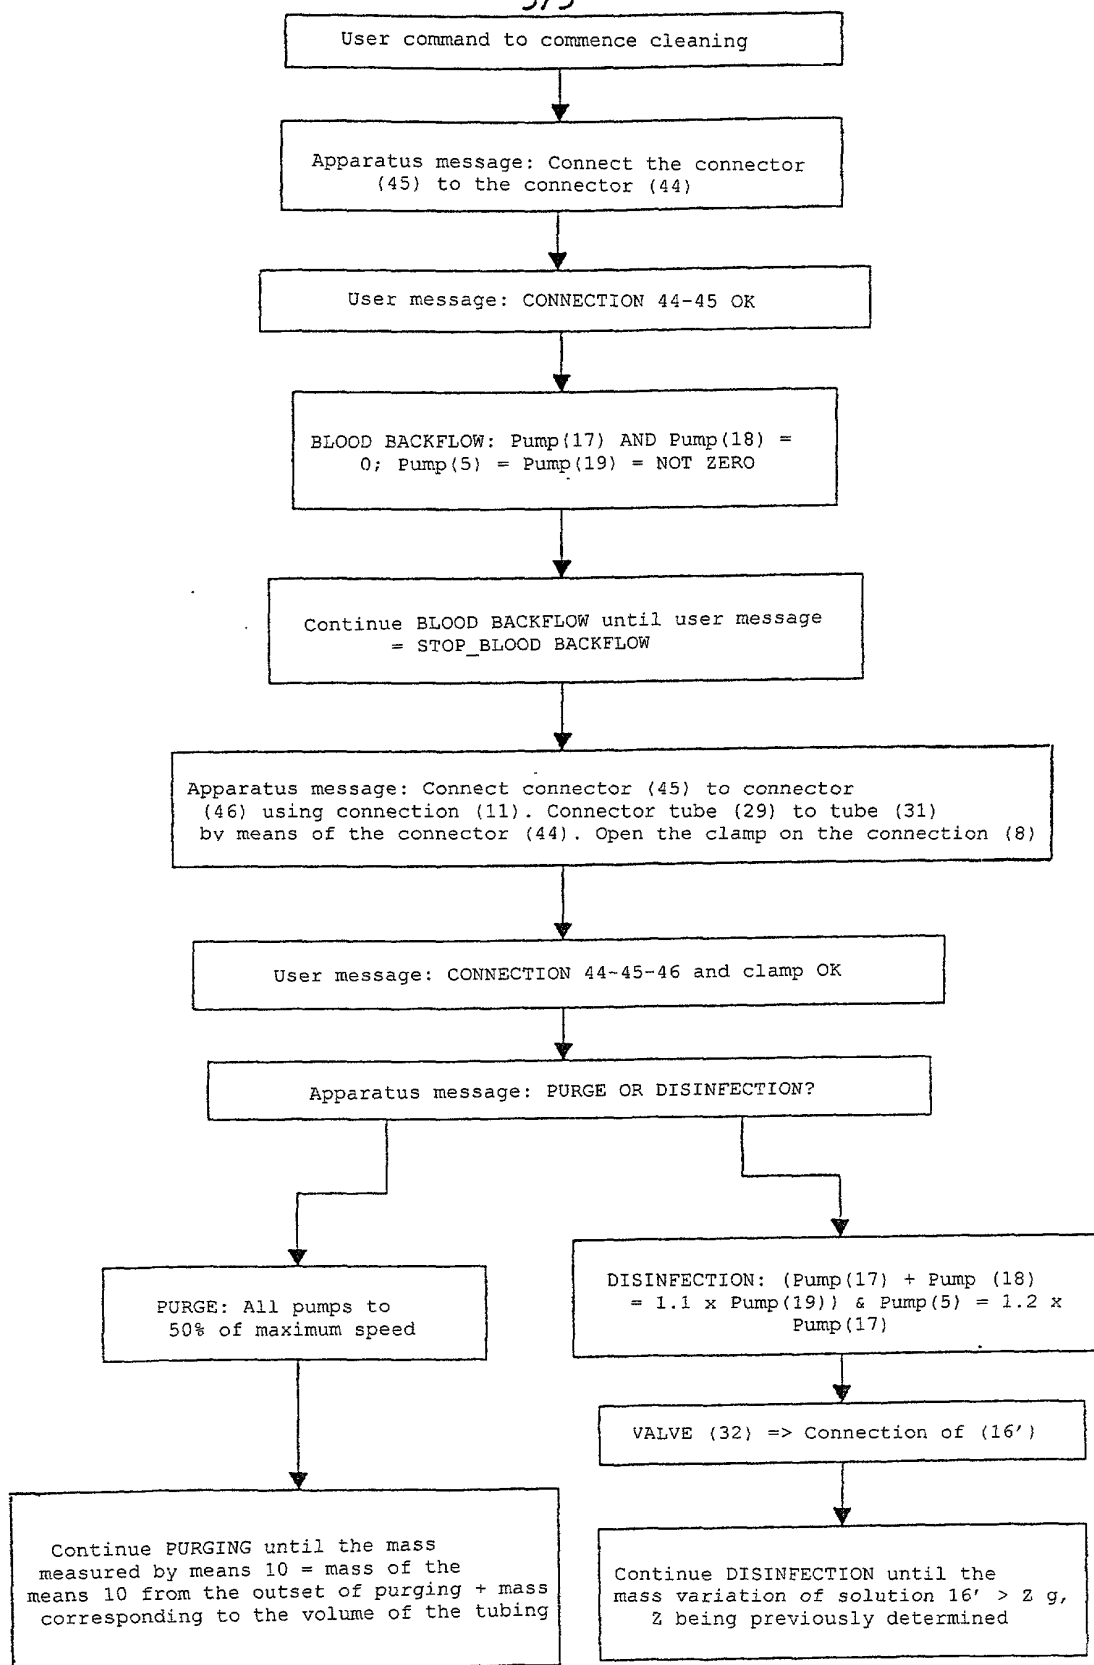 User command to commence cleaning
Apparatus message: Connect the connector
(45) to the connector (44)
User message: CONNECTION 44-45 OK
BLOOD BACKFLOW: Pump(17) AND Pump(18) =
0; Pump(5) = Pump(19) = NOT ZERO
Continue BLOOD BACKFLOW until user message
= STOP_BLOOD BACKFLOW
Apparatus message: Connect connector (45) to connector
(46) using connection (11). Connector tube (29) to tube (31)
by means of the connector (44). Open the clamp on the connection (8)
User message: CONNECTION 44-45-46 and clamp OK
Apparatus message: PURGE OR DISINFECTION?
PURGE: All pumps to
50% of maximum speed
DISINFECTION: (Pump(17) + Pump (18)
= 1.1 x Pump(19)) & Pump(5) = 1.2 x
Pump(17)
VALVE (32) => Connection of (16')
Continue PURGING until the mass
measured by means 10 = mass of the
means 10 from the outset of purging + mass
corresponding to the volume of the tubing
Continue DISINFECTION until the
mass variation of solution 16' > Z g,
Z being previously determined